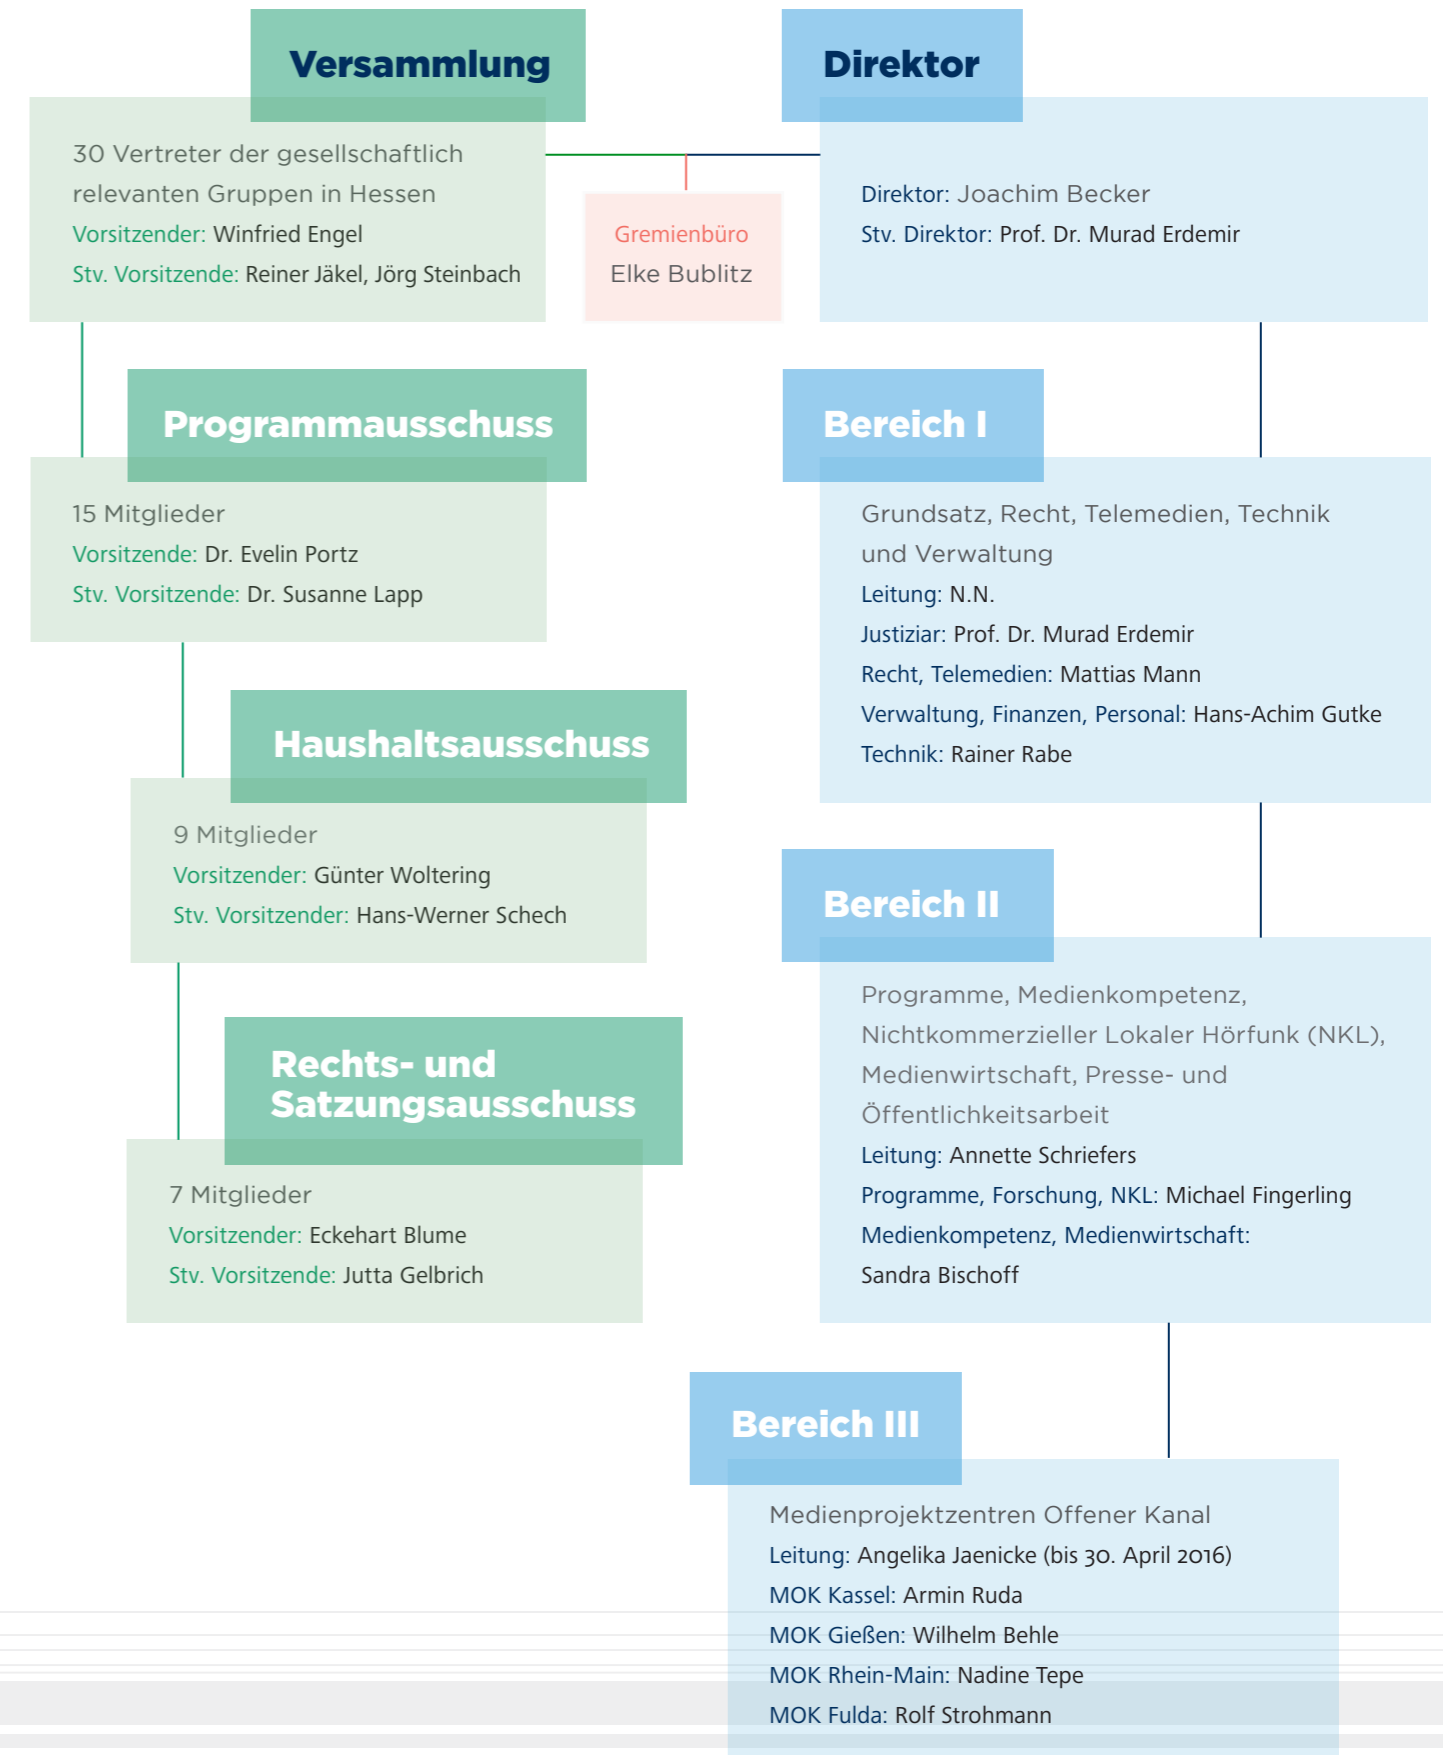 Versammlung
30 Vertreter der gesellschaftlich
relevanten Gruppen in Hessen
Vorsitzender: Winfried Engel
Stv. Vorsitzende: Reiner Jäkel, Jörg Steinbach
Gremienbüro
Elke Bublitz
Direktor
Direktor: Joachim Becker
Stv. Direktor: Prof. Dr. Murad Erdemir
Programmausschuss
15 Mitglieder
Vorsitzende: Dr. Evelin Portz
Stv. Vorsitzende: Dr. Susanne Lapp
Haushaltsausschuss
9 Mitglieder
Vorsitzender: Günter Woltering
Stv. Vorsitzender: Hans-Werner Schech
Rechts- und
Satzungsausschuss
7 Mitglieder
Vorsitzender: Eckehart Blume
Stv. Vorsitzende: Jutta Gelbrich
Bereich I
Grundsatz, Recht, Telemedien, Technik
und Verwaltung
Leitung: N.N.
Justiziar: Prof. Dr. Murad Erdemir
Recht, Telemedien: Mattias Mann
Verwaltung, Finanzen, Personal: Hans-Achim Gutke
Technik: Rainer Rabe
Bereich II
Programme, Medienkompetenz,
Nichtkommerzieller Lokaler Hörfunk (NKL),
Medienwirtschaft, Presse- und
Öffentlichkeitsarbeit
Leitung: Annette Schriefers
Programme, Forschung, NKL: Michael Fingerling
Medienkompetenz, Medienwirtschaft:
Sandra Bischoff
Bereich III
Medienprojektzentren Offener Kanal
Leitung: Angelika Jaenicke (bis 30. April 2016)
MOK Kassel: Armin Ruda
MOK Gießen: Wilhelm Behle
MOK Rhein-Main: Nadine Tepe
MOK Fulda: Rolf Strohmann